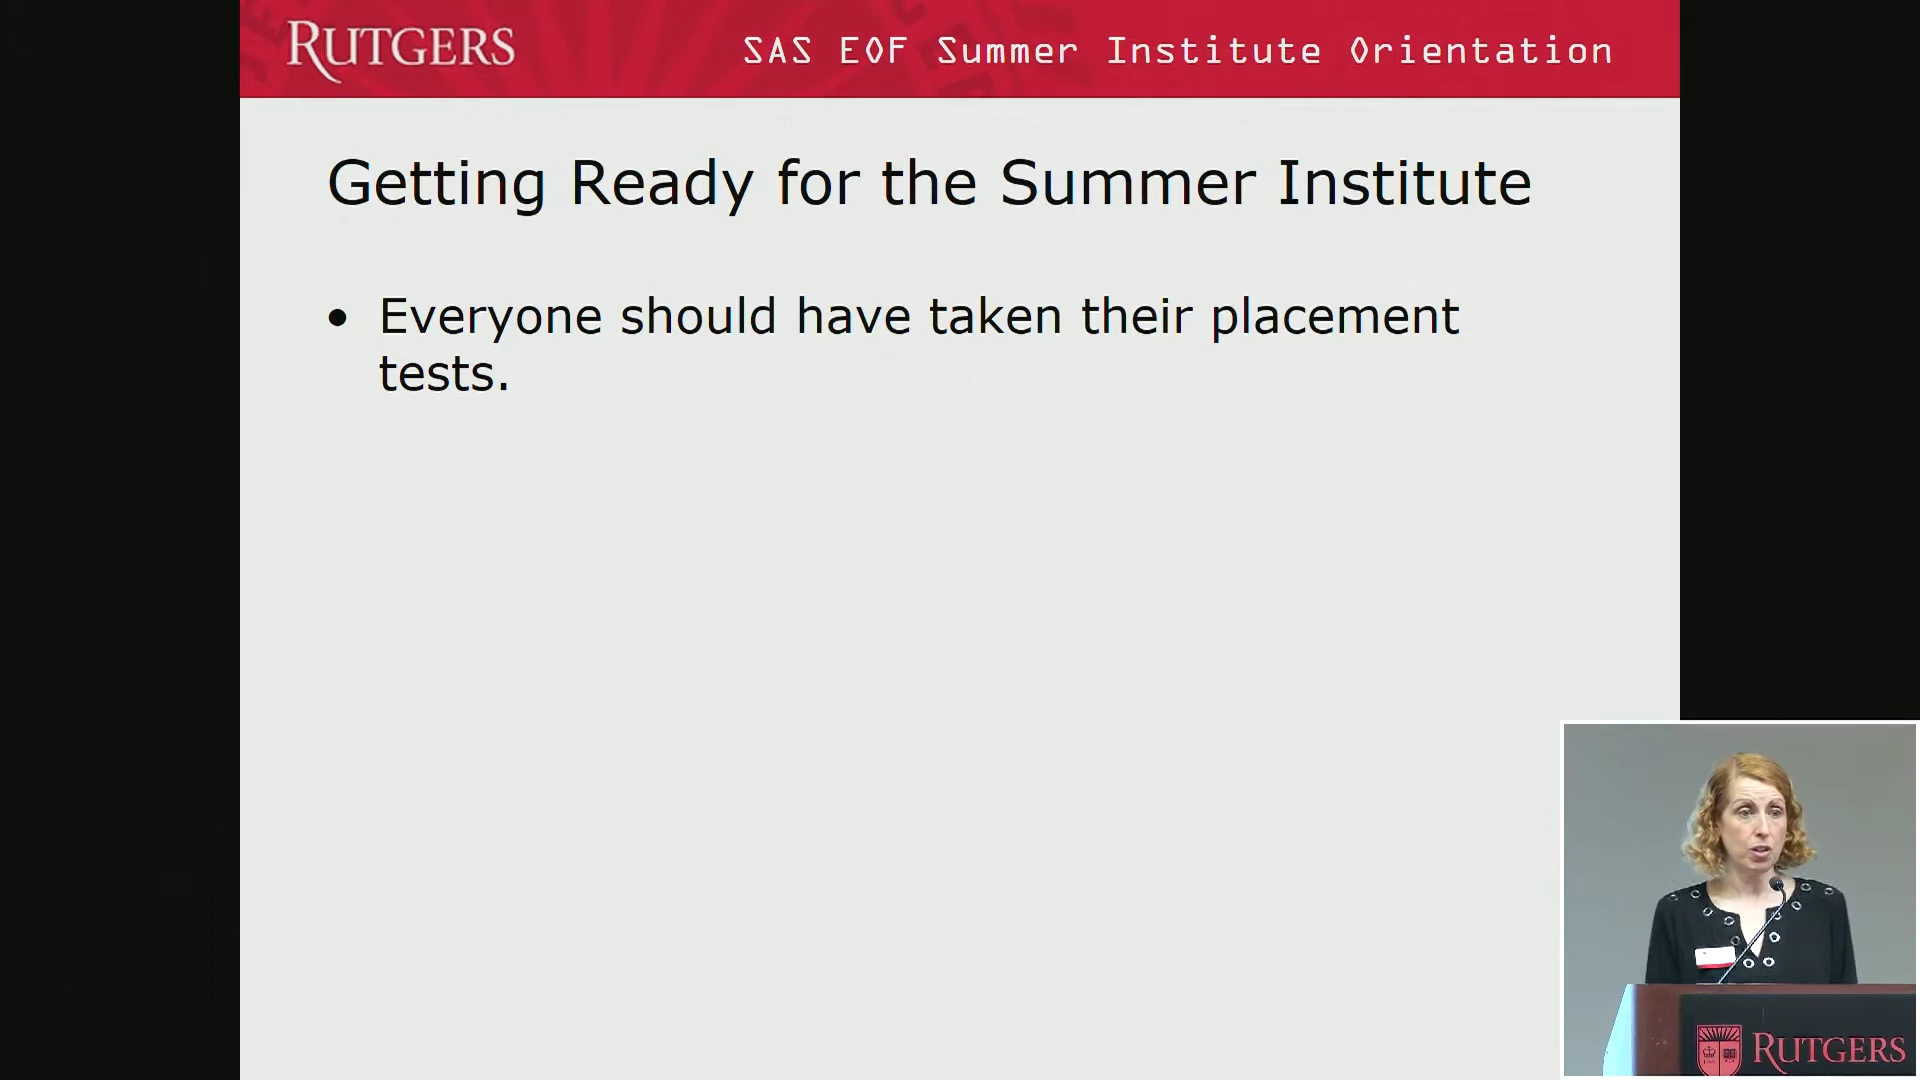 RUTGERS
SAS EOF Summer Institute Orientation
Getting Ready for the Summer Institute
• Everyone should have taken their placement
tests.
RUTGERS